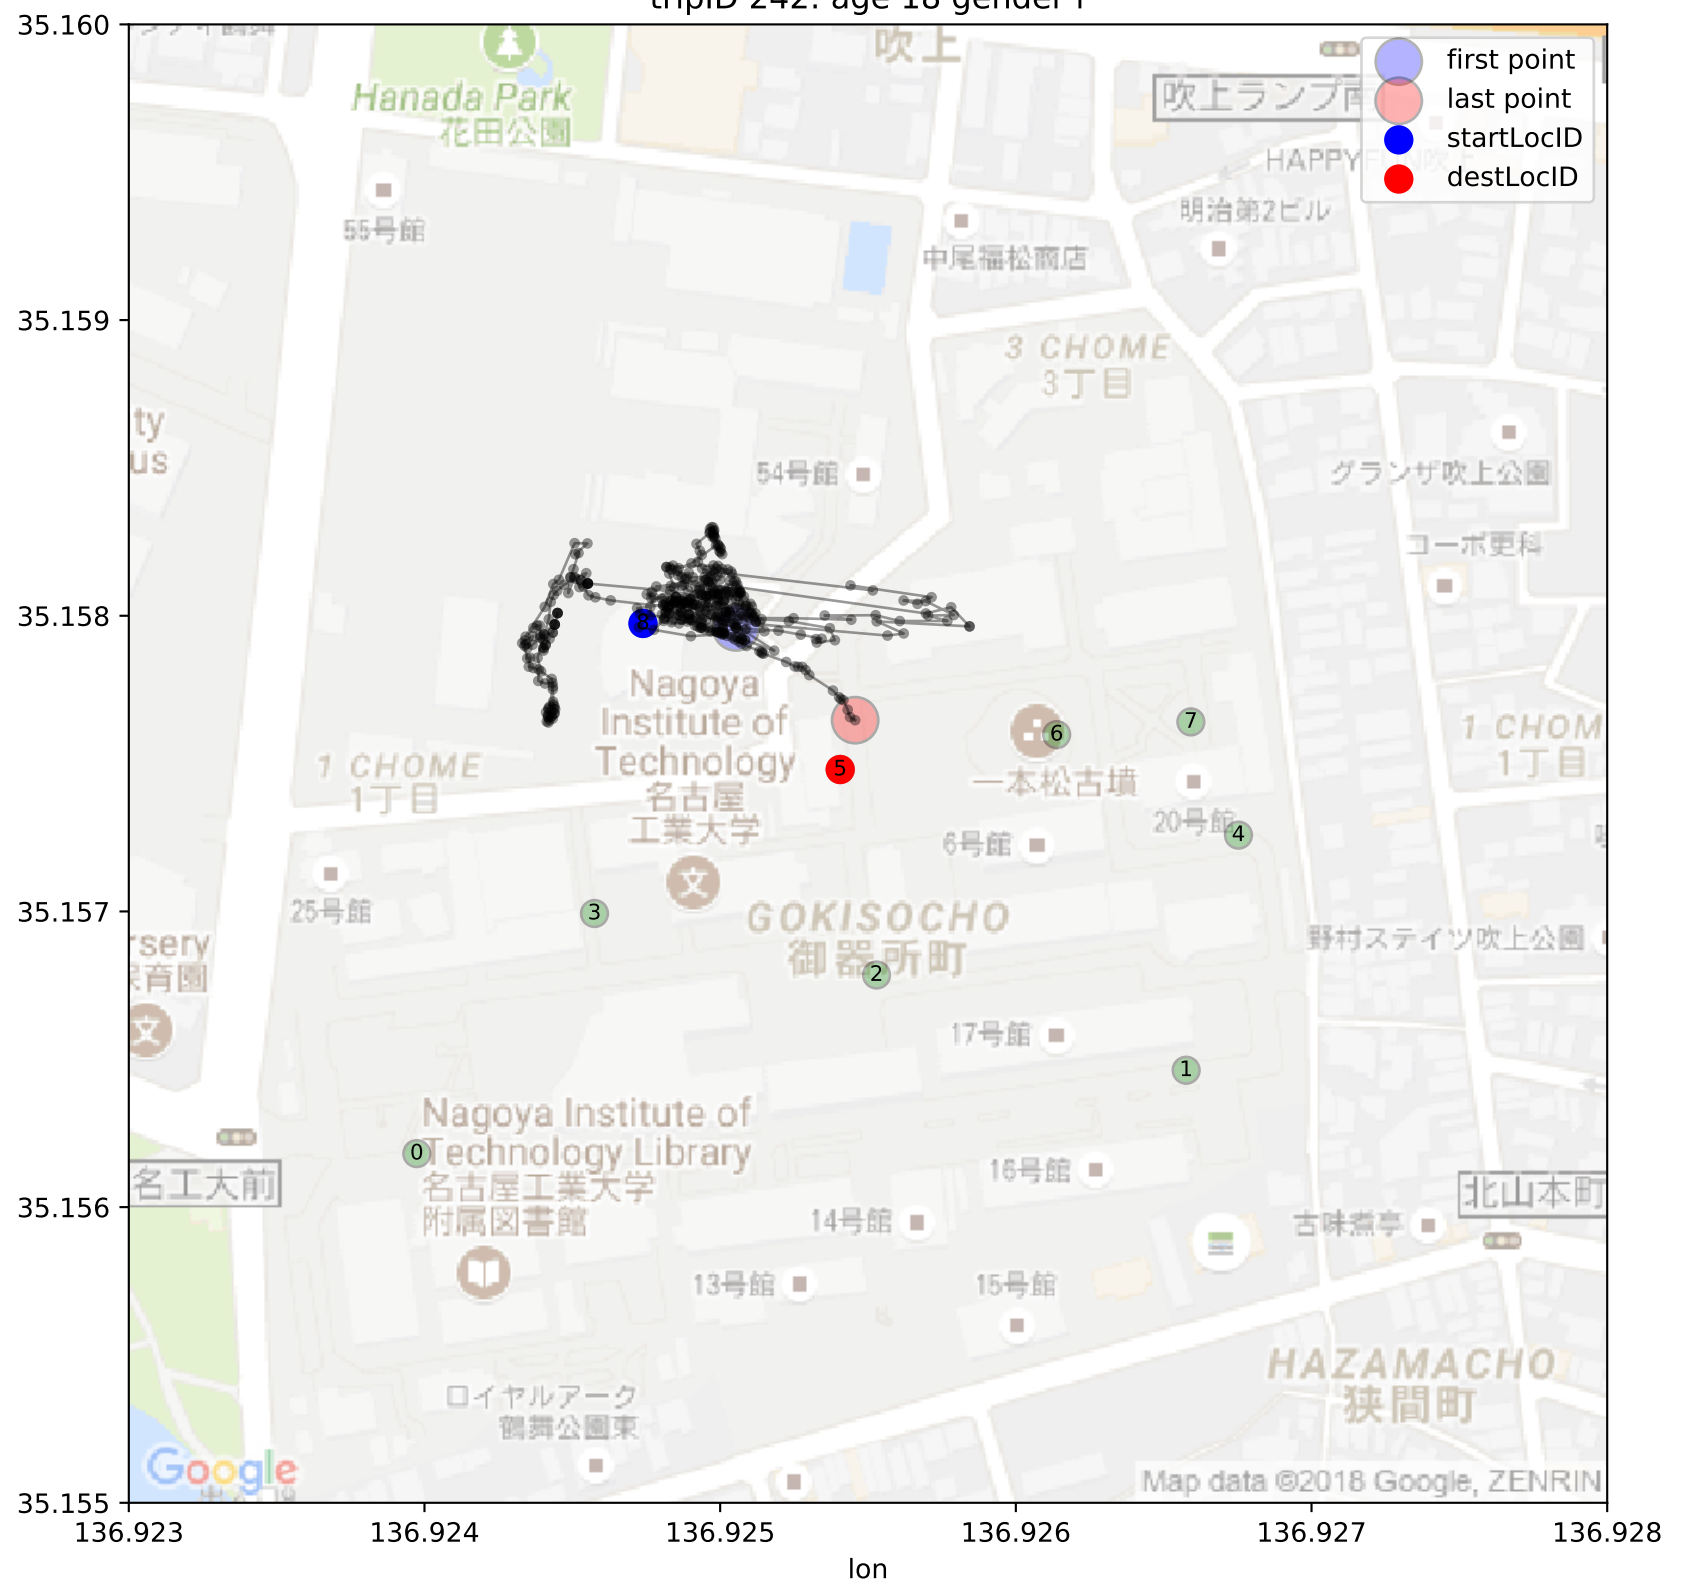 tripID 242: age 18 gender F
35.160
35.159
35.158
35.157
35.156
35.155
136.923
136.924
136.925
136.926
136.927
136.928
lon
first point
last point
startLocID
destLocID
吹上
Hanada Park
花田公園
吹上ランプ南
HAPPY
55号館
明治第2ビル
中尾福松商店
3 CHOME
3丁目
ty
us
54号館
グランザ吹上公園
コーポ更科
8
Nagoya
Institute of
Technology
名古屋
工業大学
5
6
7
一本松古墳
1 CHOME
1丁目
1 CHOM
1丁目
20号館
4
6号館
25号館
3
GOKISOCHO
御器所町
2
野村ステイツ吹上公園
rsery
保育園
17号館
1
Nagoya Institute of
Technology Library
名古屋工業大学
附属図書館
0
名工大前
16号館
北山本町
14号館
古味煮亭
13号館
15号館
HAZAMACHO
狭間町
ロイヤルアーク
鶴舞公園東
Google
Map data ©2018 Google, ZENRIN